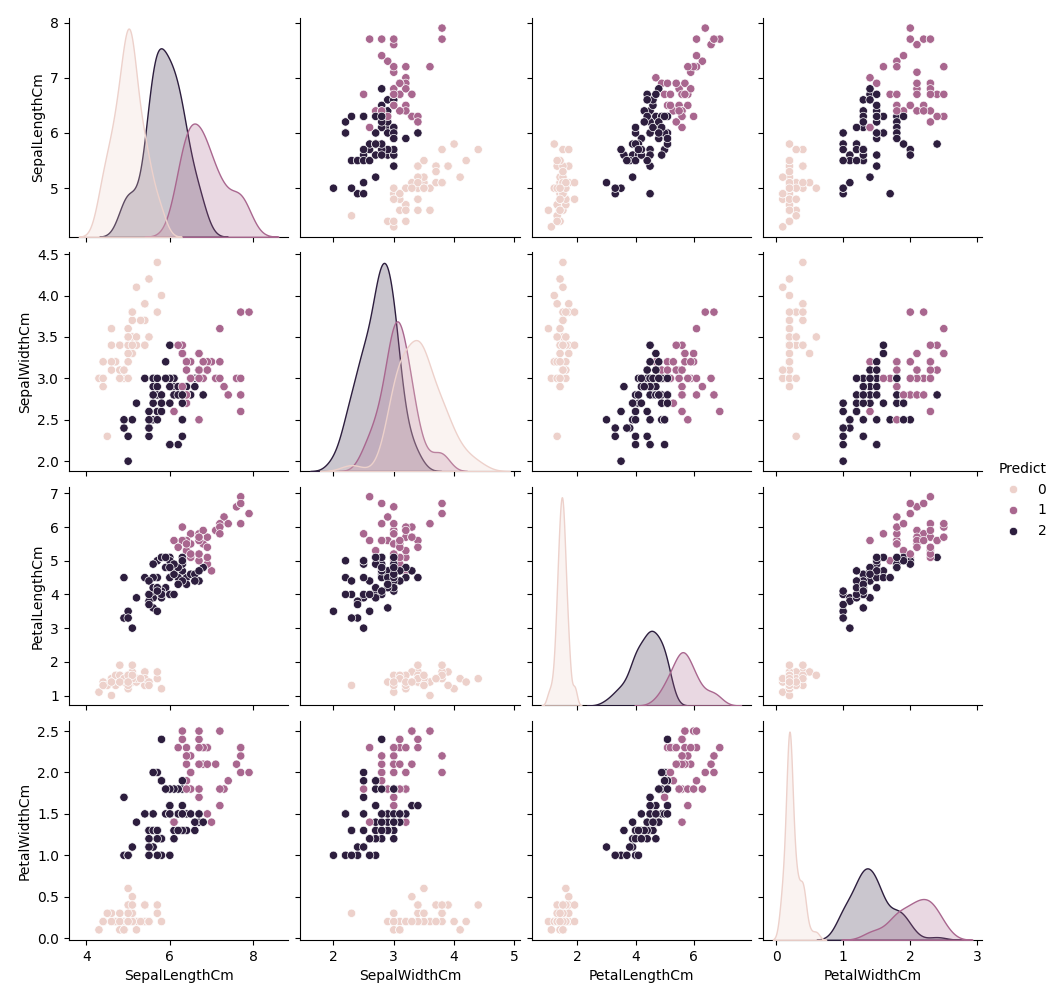 8
7
6
5
SepalLengthCm
4.5
4.0
3.5
3.0
2.5
2.0
SepalWidthCm
Predict
0
1
2
7
6
5
4
3
2
1
PetalLengthCm
2.5
2.0
1.5
1.0
0.5
0.0
PetalWidthCm
4 6 8
2 3 4 5
2 4 6
0 1 2 3
SepalLengthCm
SepalWidthCm
PetalLengthCm
PetalWidthCm